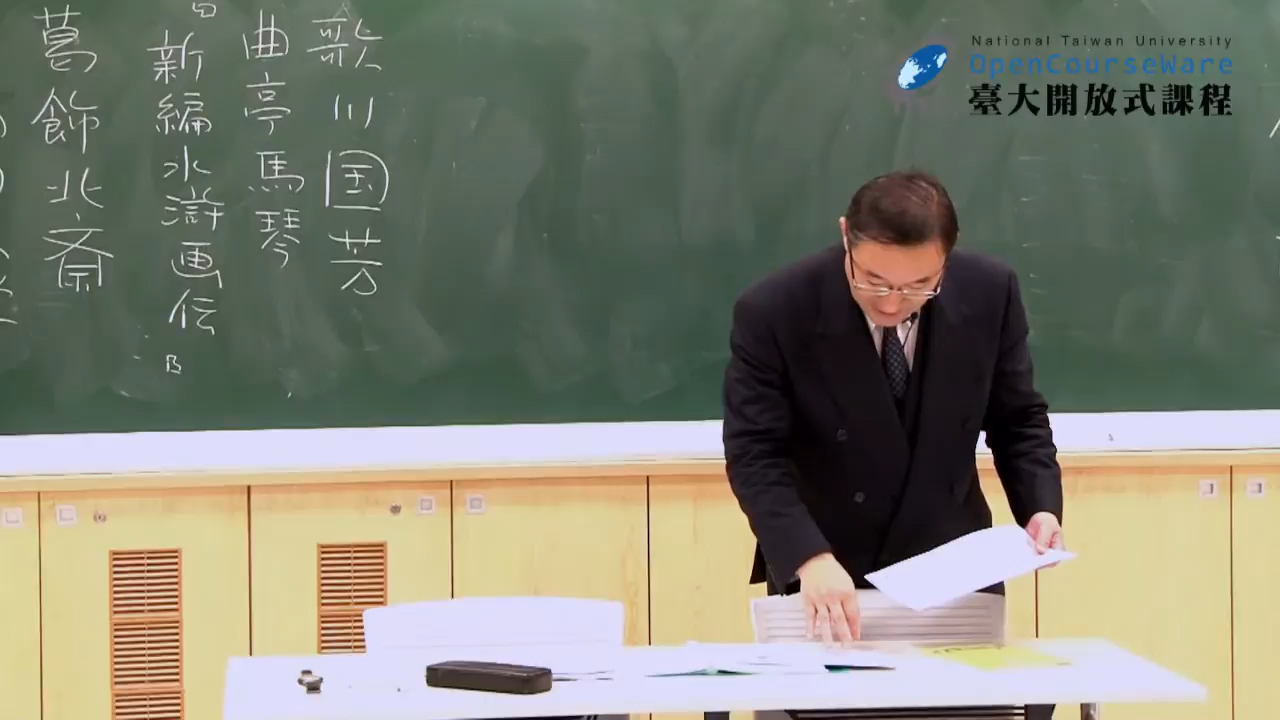 歌川国芳
曲亭馬琴
新編水滸画伝
葛飾北斎
National Taiwan University
OpenCourseWare
臺大開放式課程